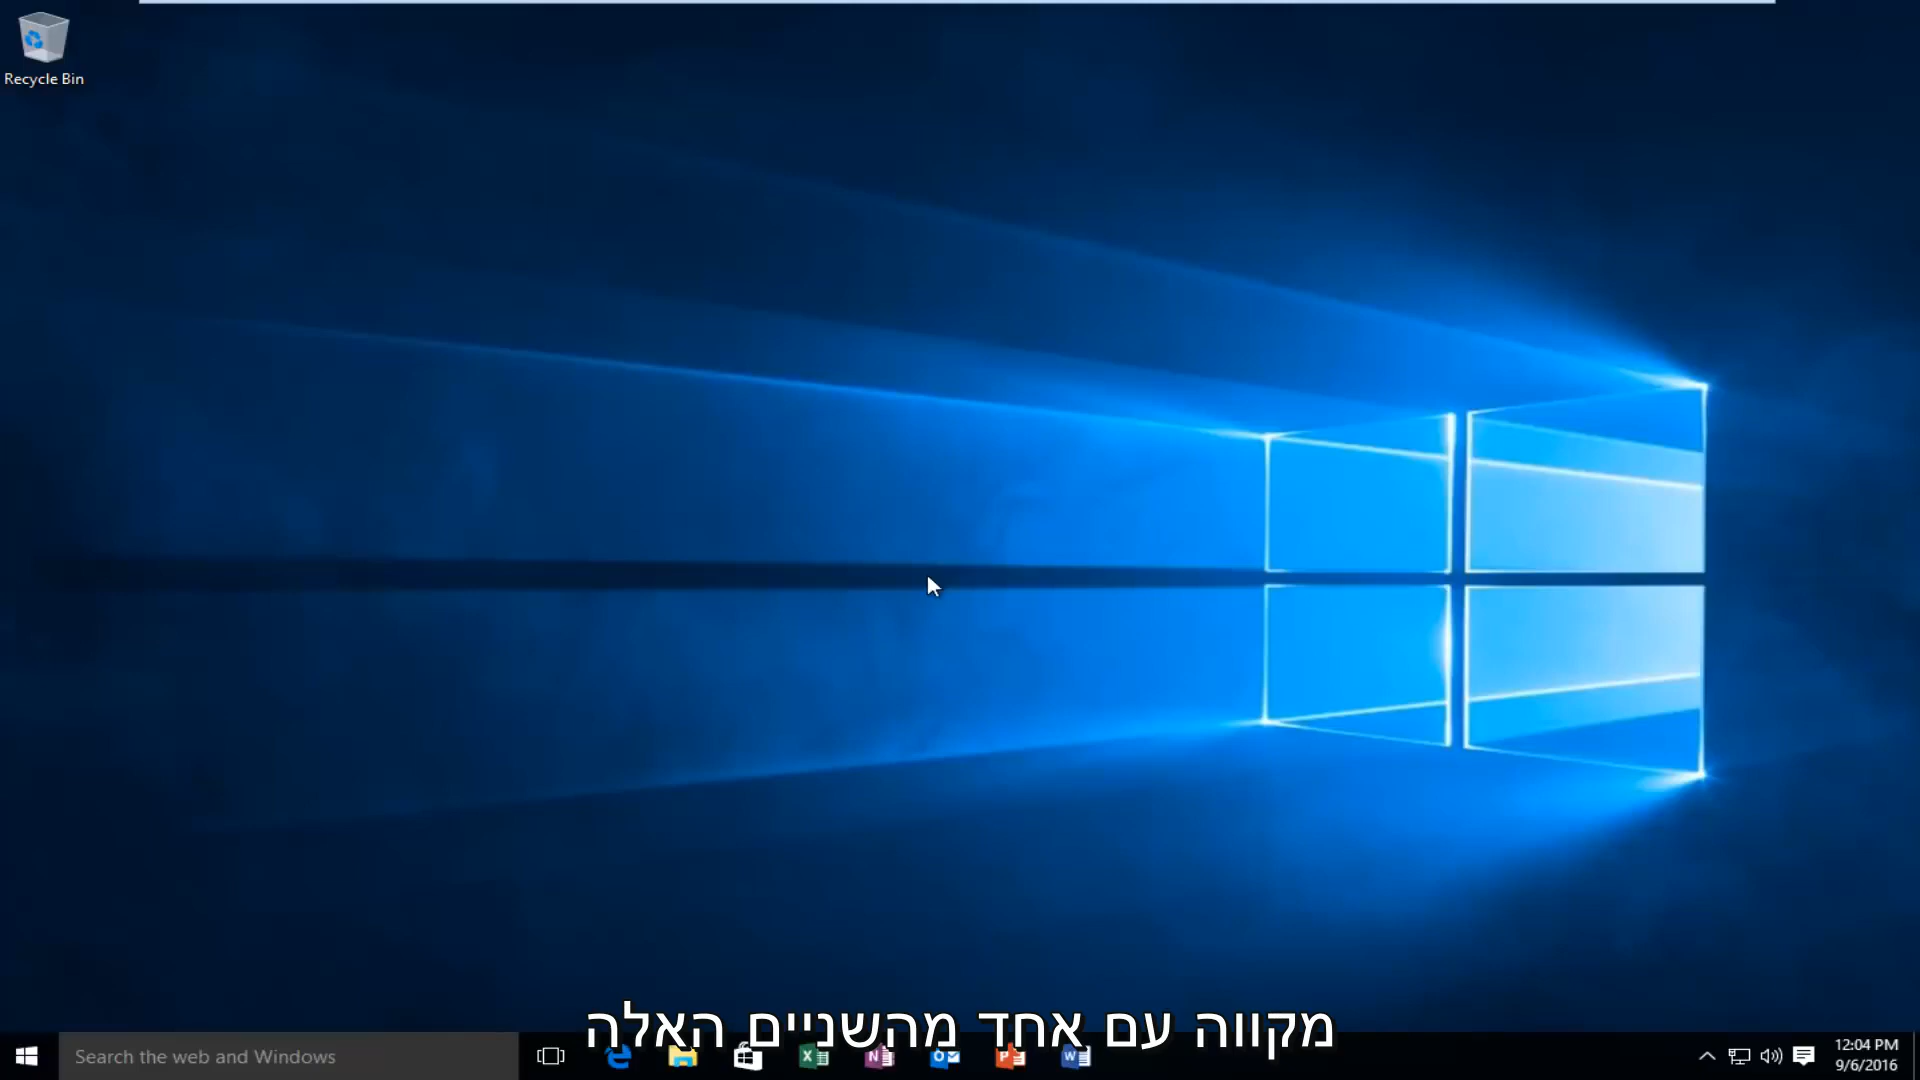 Recycle Bin
מקווה עם אחד מהשניים האלה
Search the web and Windows
12:04 PM
9/6/2016